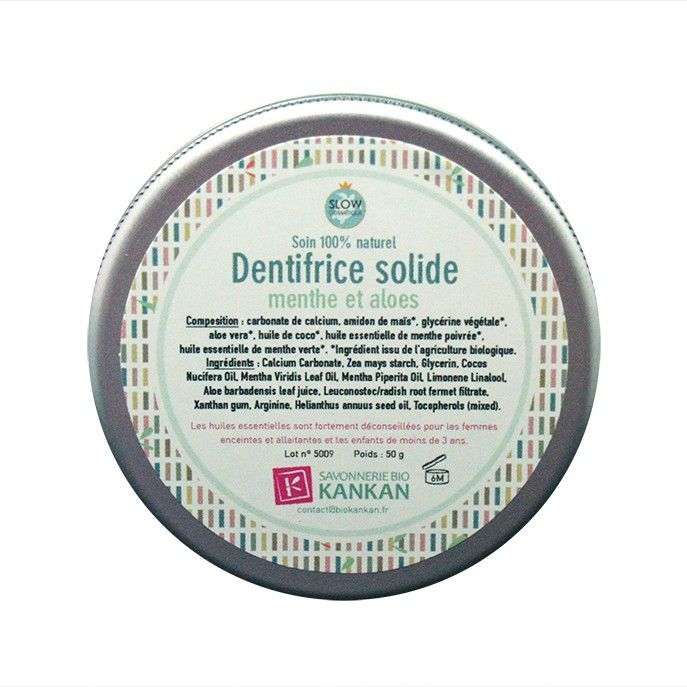 SLOW
COSMÉTIQUE
Soin 100% naturel
Dentifrice solide
menthe et aloes
Composition : carbonate de calcium, amidon de maïs*, glycérine végétale*,
aloe vera*, huile de coco*, huile essentielle de menthe poivrée*,
huile essentielle de menthe verte*. *Ingrédient issu de l'agriculture biologique.
Ingrédients : Calcium Carbonate, Zea mays starch, Glycerin, Cocos
Nucifera Oil, Mentha Viridis Leaf Oil, Mentha Piperita Oil, Limonene Linalool,
Aloe barbadensis leaf juice, Leuconostoc/radish root fermet filtrate,
Xanthan gum, Arginine, Helianthus annuus seed oil, Tocopherols (mixed).
Les huiles essentielles sont fortement déconseillées pour les femmes
enceintes et allaitantes et les enfants de moins de 3 ans.
Lot n° 5009 Poids : 50 g
K
SAVONNERIE BIO
KANKAN
6M
contact@biokankan.fr